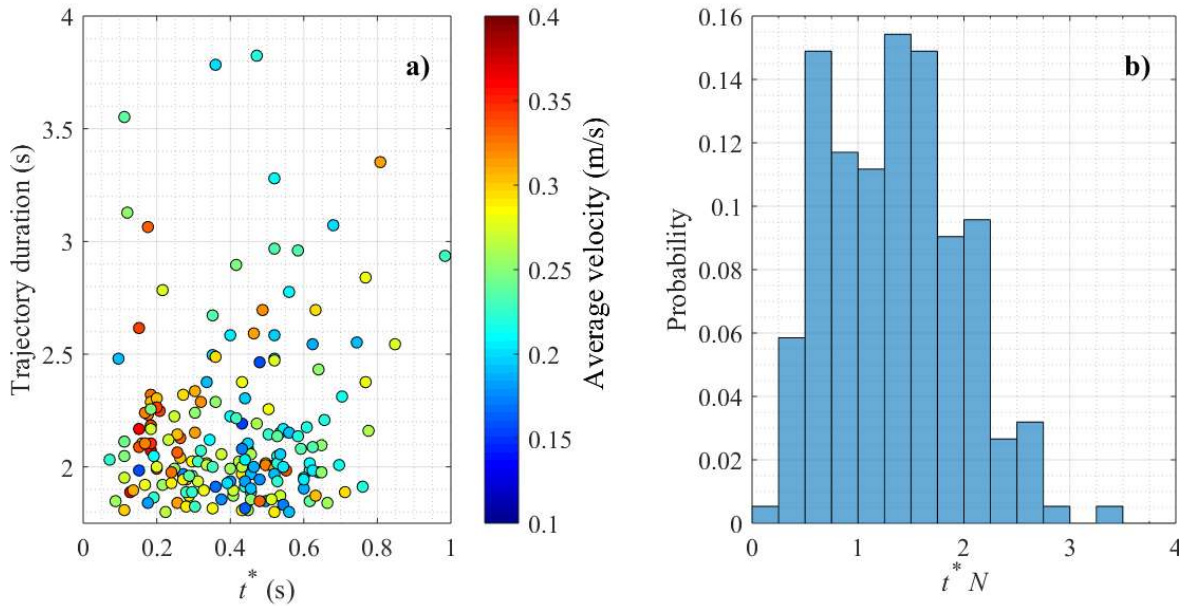 a)
4
3.5
3
2.5
2
Trajectory duration (s)
0 0.2 0.4 0.6 0.8 1
t* (s)
0.4
0.35
0.3
0.25
0.2
0.15
0.1
Average velocity (m/s)
b)
0.16
0.14
0.12
0.1
0.08
0.06
0.04
0.02
0
Probability
0 1 2 3 4
t* N